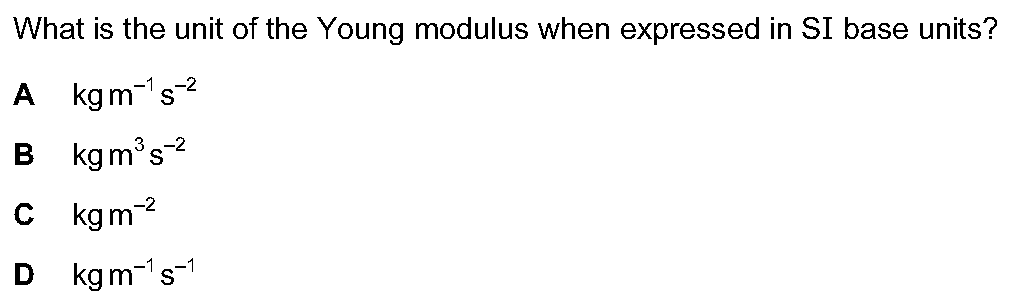 What is the unit of the Young modulus when expressed in SI base units?
A kg m⁻¹ s⁻²
B kg m³ s⁻²
C kg m⁻²
D kg m⁻¹ s⁻¹